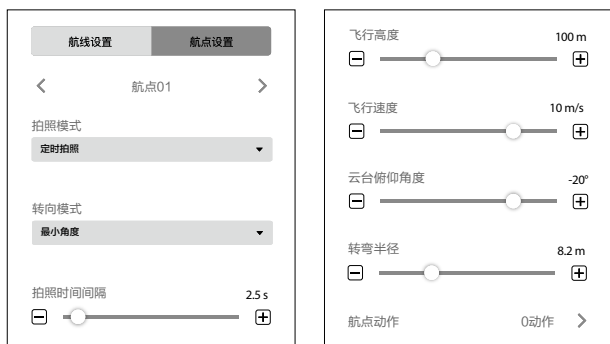 航线设置 航点设置
航点01
拍照模式
定时拍照
转向模式
最小角度
拍照时间间隔 2.5 s
飞行高度 100 m
飞行速度 10 m/s
云台俯仰角度 -20°
转弯半径 8.2 m
航点动作 0动作